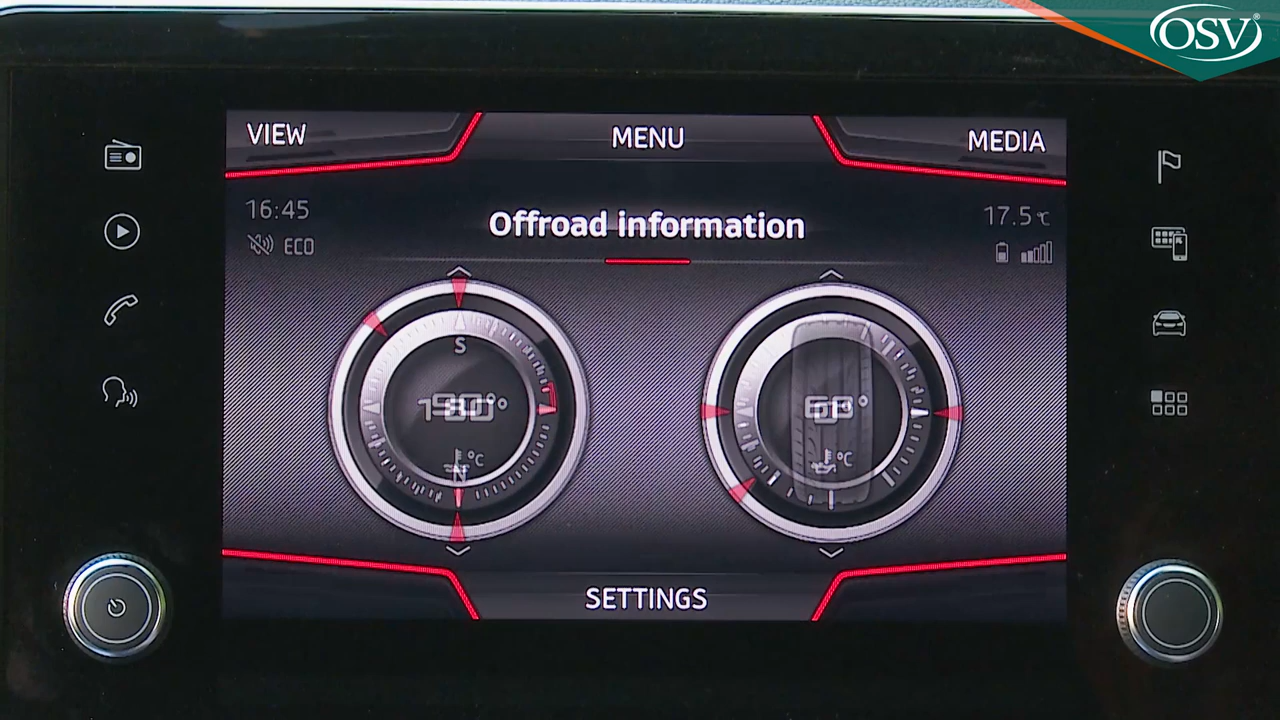 OSV®
VIEW
MENU
MEDIA
16:45
Offroad information
17.5 °C
ECO
S
°C
°C
N
SETTINGS